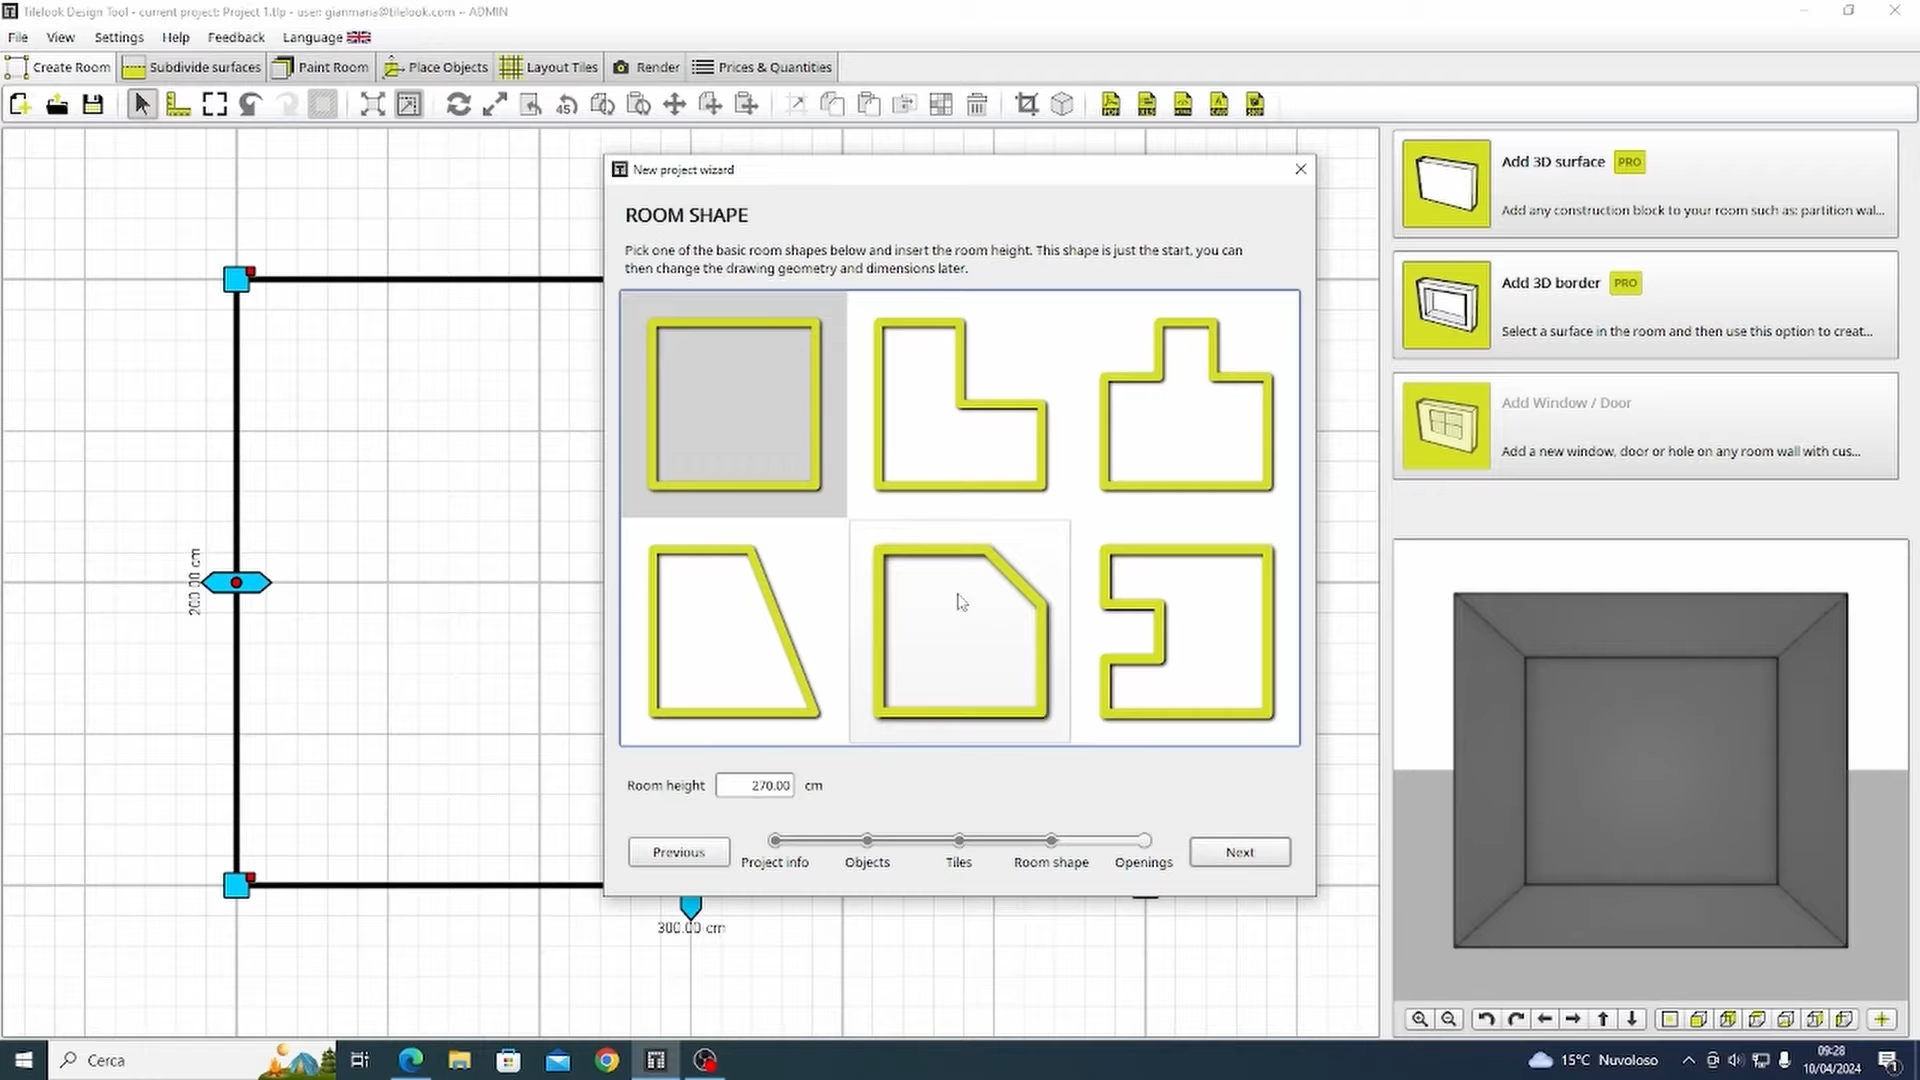 Tilelook Design Tool - current project: Project 1.tlp - user: gianmaria@tilelook.com -- ADMIN
File View Settings Help Feedback Language
Create Room Subdivide surfaces Paint Room Place Objects Layout Tiles Render Prices & Quantities
45
PDF XLS
New project wizard
ROOM SHAPE
Pick one of the basic room shapes below and insert the room height. This shape is just the start, you can
then change the drawing geometry and dimensions later.
Room height 270.00 cm
Previous
Project info Objects Tiles Room shape Openings
Next
200.00 cm
300.00 cm
Add 3D surface PRO
Add any construction block to your room such as: partition wal...
Add 3D border PRO
Select a surface in the room and then use this option to creat...
Add Window / Door
Add a new window, door or hole on any room wall with cus...
Cerca
15°C Nuvoloso
09:28
10/04/2024
1